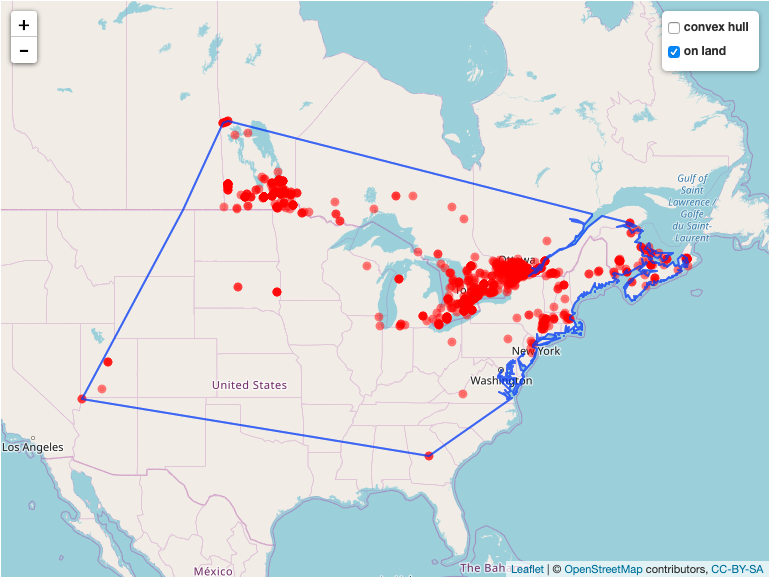 +
−
convex hull
on land
Gulf of
Saint
Lawrence /
Golfe
du Saint-
Laurent
Ottawa
To
New York
Washington
United States
Los Angeles
México
The Bah
Leaflet | © OpenStreetMap contributors, CC-BY-SA